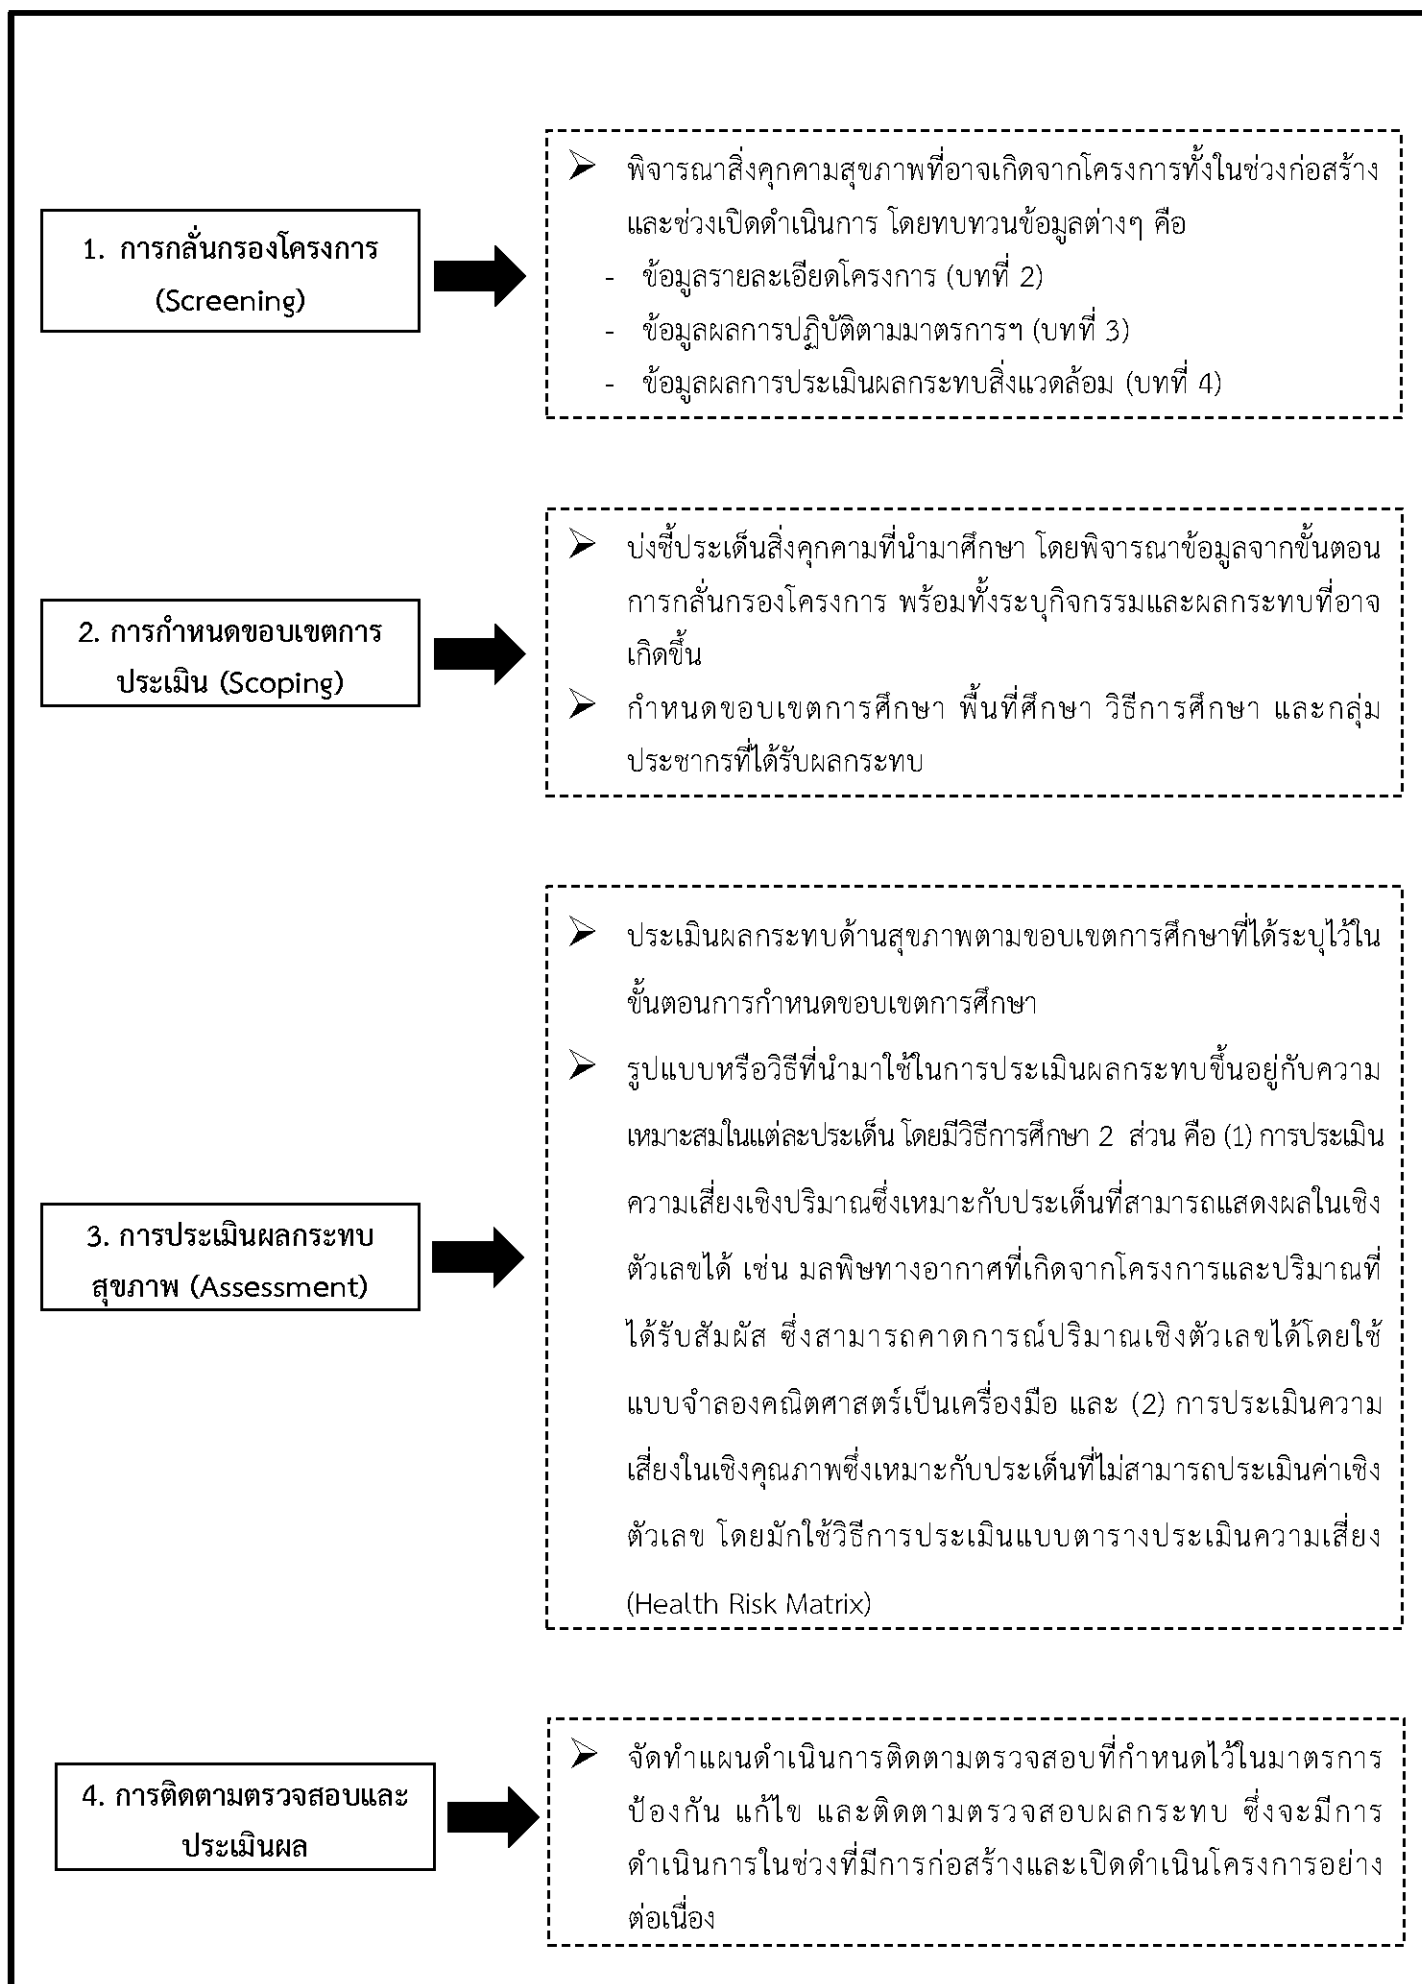 1. การกลั่นกรองโครงการ
(Screening)
➢ พิจารณาสิ่งคุกคามสุขภาพที่อาจเกิดจากโครงการทั้งในช่วงก่อสร้าง
และช่วงเปิดดำเนินการ โดยทบทวนข้อมูลต่างๆ คือ
- ข้อมูลรายละเอียดโครงการ (บทที่ 2)
- ข้อมูลผลการปฏิบัติตามมาตรการฯ (บทที่ 3)
- ข้อมูลผลการประเมินผลกระทบสิ่งแวดล้อม (บทที่ 4)
2. การกำหนดขอบเขตการ
ประเมิน (Scoping)
➢ บ่งชี้ประเด็นสิ่งคุกคามที่นำมาศึกษา โดยพิจารณาข้อมูลจากขั้นตอน
การกลั่นกรองโครงการ พร้อมทั้งระบุกิจกรรมและผลกระทบที่อาจ
เกิดขึ้น
➢ กำหนดขอบเขตการศึกษา พื้นที่ศึกษา วิธีการศึกษา และกลุ่ม
ประชากรที่ได้รับผลกระทบ
3. การประเมินผลกระทบ
สุขภาพ (Assessment)
➢ ประเมินผลกระทบด้านสุขภาพตามขอบเขตการศึกษาที่ได้ระบุไว้ใน
ขั้นตอนการกำหนดขอบเขตการศึกษา
➢ รูปแบบหรือวิธีที่นำมาใช้ในการประเมินผลกระทบขึ้นอยู่กับความ
เหมาะสมในแต่ละประเด็น โดยมีวิธีการศึกษา 2 ส่วน คือ (1) การประเมิน
ความเสี่ยงเชิงปริมาณซึ่งเหมาะกับประเด็นที่สามารถแสดงผลในเชิง
ตัวเลขได้ เช่น มลพิษทางอากาศที่เกิดจากโครงการและปริมาณที่
ได้รับสัมผัส ซึ่งสามารถคาดการณ์ปริมาณเชิงตัวเลขได้โดยใช้
แบบจำลองคณิตศาสตร์เป็นเครื่องมือ และ (2) การประเมินความ
เสี่ยงในเชิงคุณภาพซึ่งเหมาะกับประเด็นที่ไม่สามารถประเมินค่าเชิง
ตัวเลข โดยมักใช้วิธีการประเมินแบบตารางประเมินความเสี่ยง
(Health Risk Matrix)
4. การติดตามตรวจสอบและ
ประเมินผล
➢ จัดทำแผนดำเนินการติดตามตรวจสอบที่กำหนดไว้ในมาตรการ
ป้องกัน แก้ไข และติดตามตรวจสอบผลกระทบ ซึ่งจะมีการ
ดำเนินการในช่วงที่มีการก่อสร้างและเปิดดำเนินโครงการอย่าง
ต่อเนื่อง